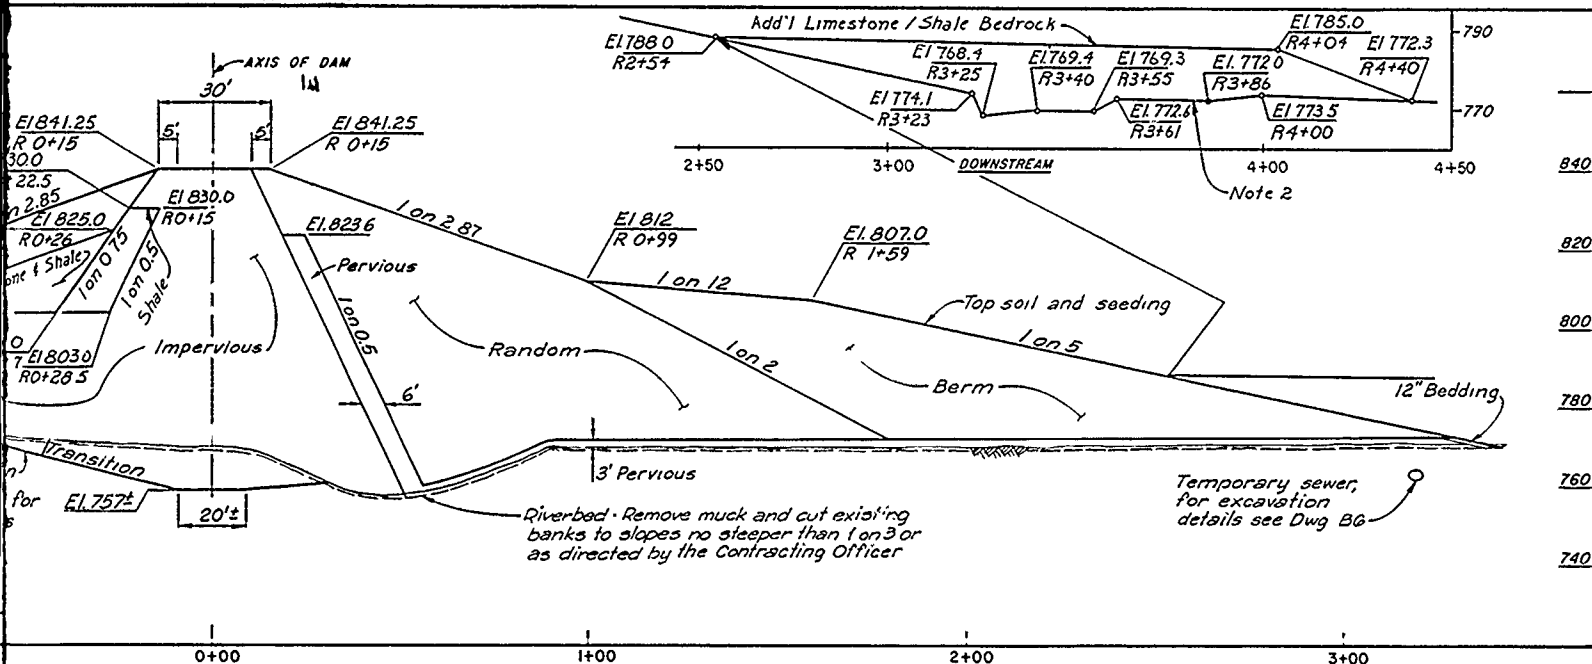 Add'l Limestone / Shale Bedrock
El.785.0
R4+04
El 772.3
R4+40
790
El.788 0
R2+54
El 768.4
R3+25
El.769.4
R3+40
El 769.3
R3+55
El.772 0
R3+86
El 774.1
R3+23
El.772.6
R3+61
El 773.5
R4+00
770
2+50
3+00
DOWNSTREAM
4+00
4+50
Note 2
AXIS OF DAM
30'
El 841.25
R 0+15
5'
5'
El 841.25
R 0+15
30.0
22.5
n 2.85
El 830.0
R0+15
El 825.0
R 0+26
one & Shale
1 on 0 75
1 on 0.5
Shale
El.823 6
Pervious
1 on 2 87
El 812
R 0+99
El.807.0
R 1+59
1 on 12
Top soil and seeding
1 on 5
1 on 0.5
Impervious
Random
1 on 2
Berm
12" Bedding
0
7
El 803.0
R0+28 5
6'
840
820
800
780
760
740
Transition
n
for
s
El.757±
20'±
3' Pervious
Riverbed · Remove muck and cut existing
banks to slopes no steeper than 1 on 3 or
as directed by the Contracting Officer
Temporary sewer,
for excavation
details see Dwg BG
0+00
1+00
2+00
3+00